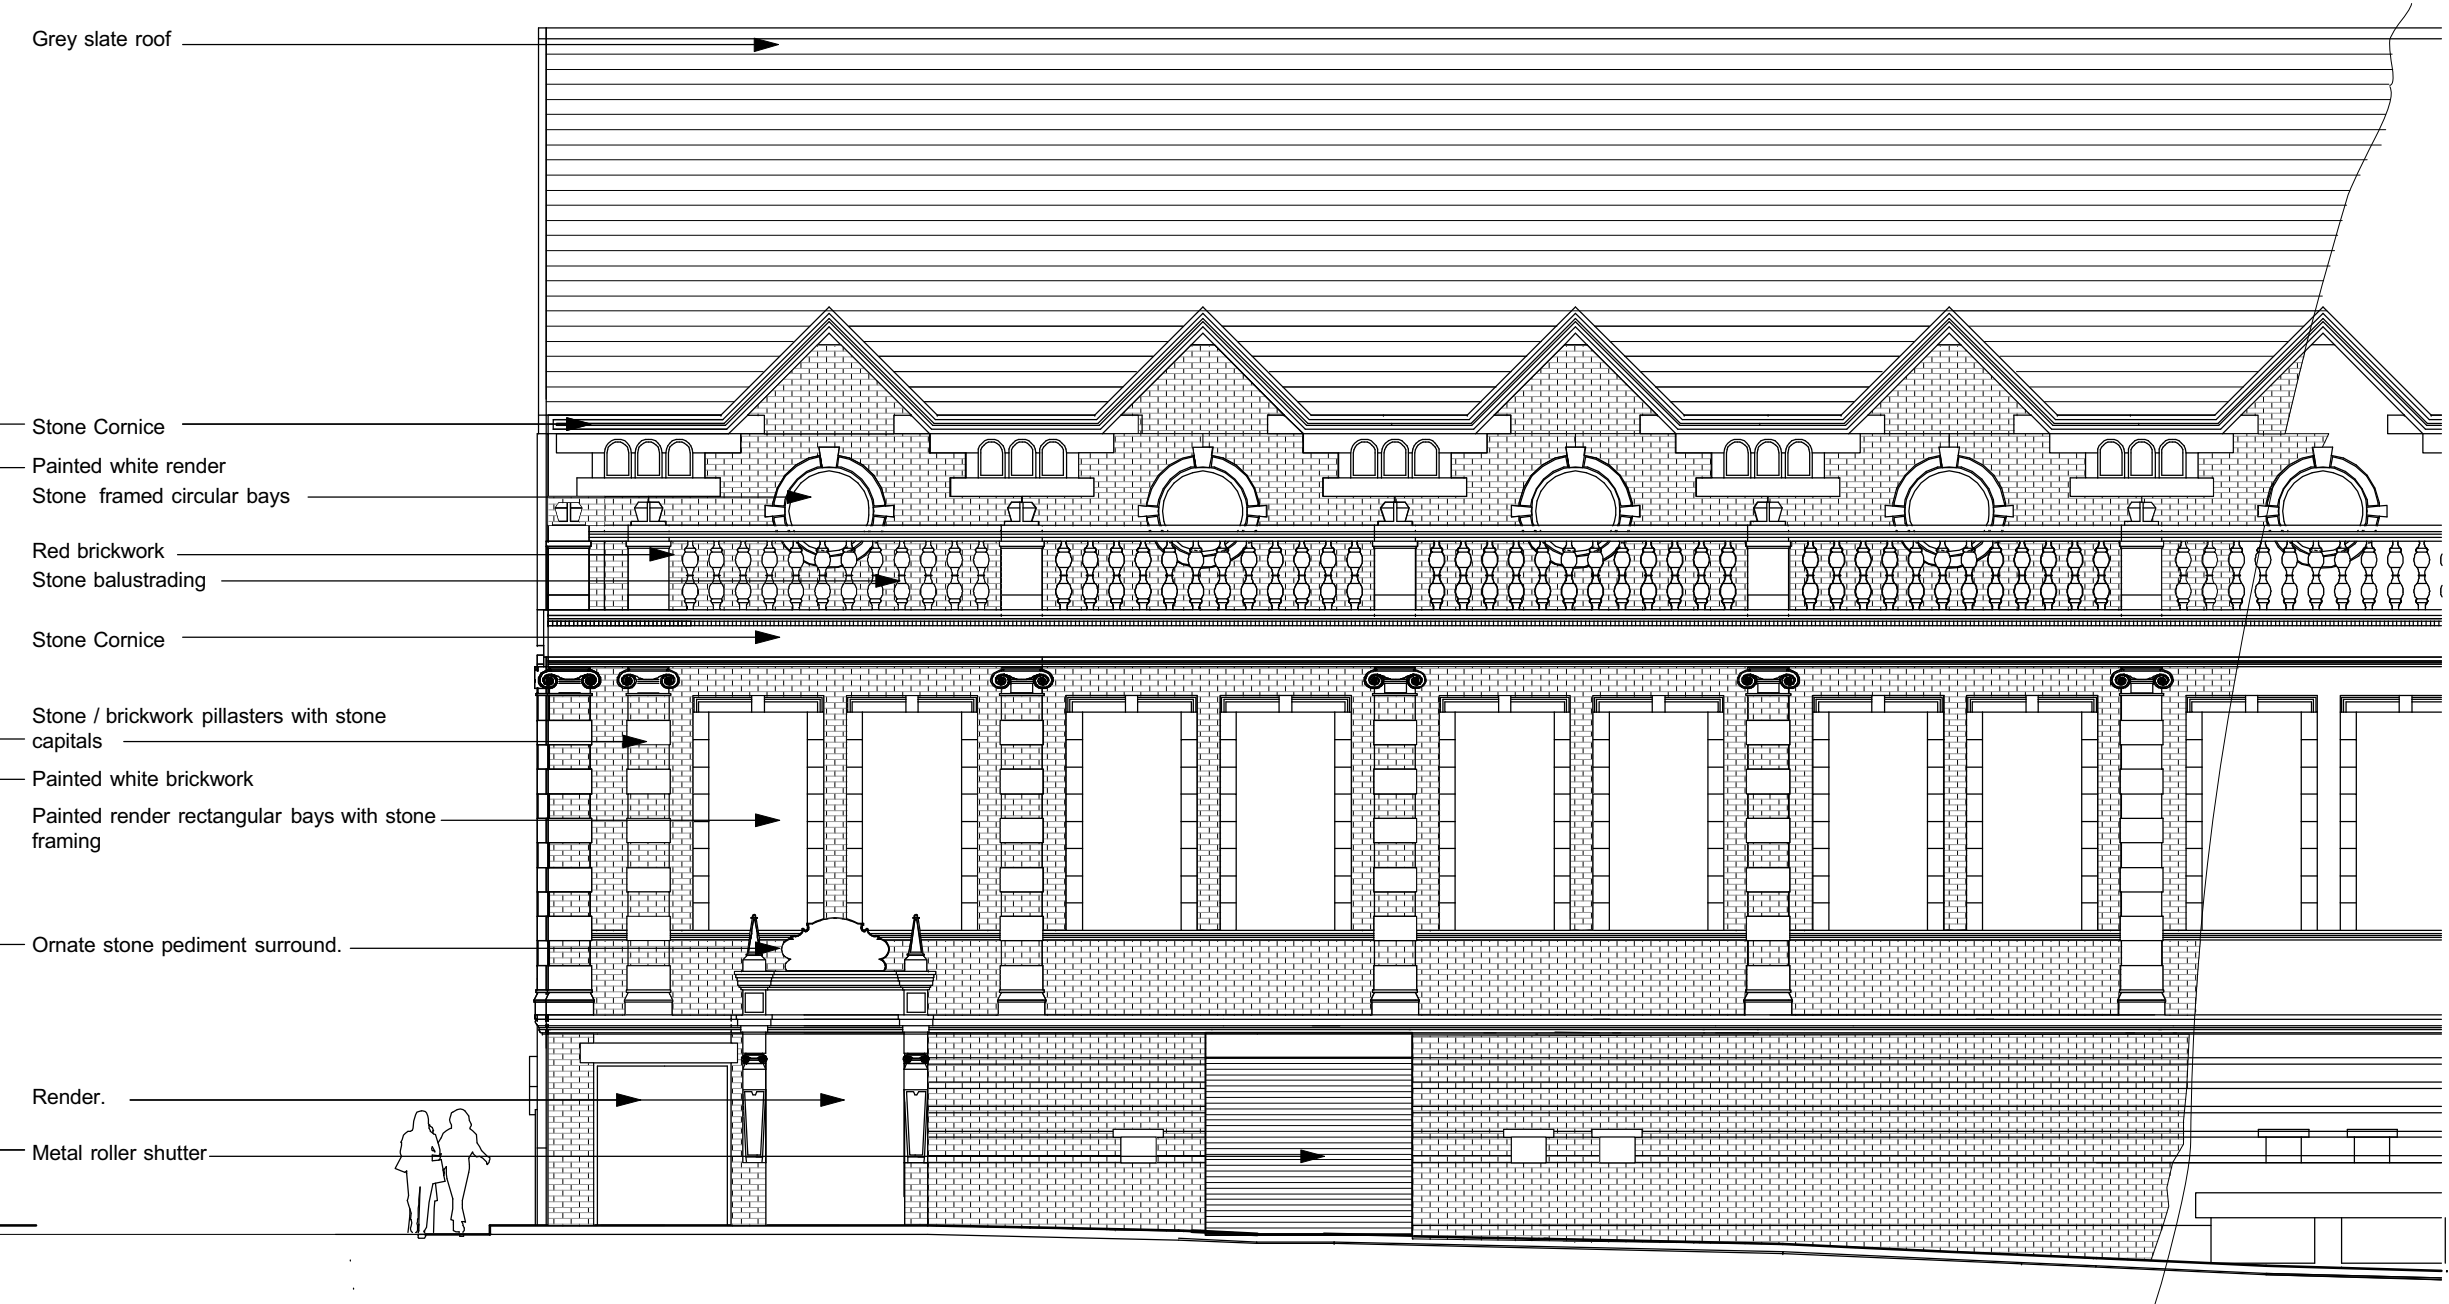 Grey slate roof
Stone Cornice
Painted white render
Stone framed circular bays
Red brickwork
Stone balustrading
Stone Cornice
Stone / brickwork pillasters with stone
capitals
Painted white brickwork
Painted render rectangular bays with stone
framing
Ornate stone pediment surround.
Render.
Metal roller shutter